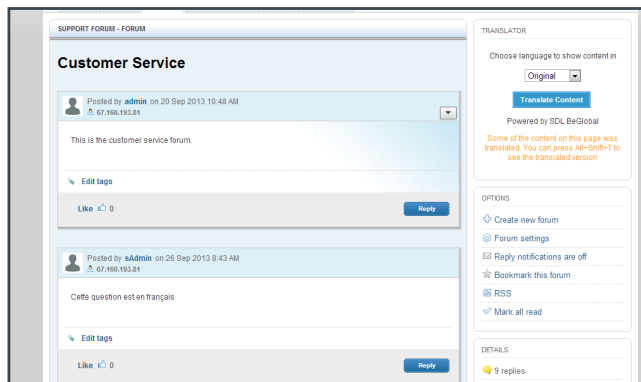 SUPPORT FORUM - FORUM
Customer Service
Posted by admin on 20 Sep 2013 10:48 AM
67.160.193.81
This is the customer service forum.
Edit tags
Like 0
Reply
Posted by sAdmin on 26 Sep 2013 8:43 AM
67.160.193.81
Cette question est en français
Edit tags
Like 0
Reply
TRANSLATOR
Choose language to show content in
Original
Translate Content
Powered by SDL BeGlobal
Some of the content on this page was
translated. You can press Alt+Shift+T to
see the translated version
OPTIONS
Create new forum
Forum settings
Reply notifications are off
Bookmark this forum
RSS
Mark all read
DETAILS
9 replies